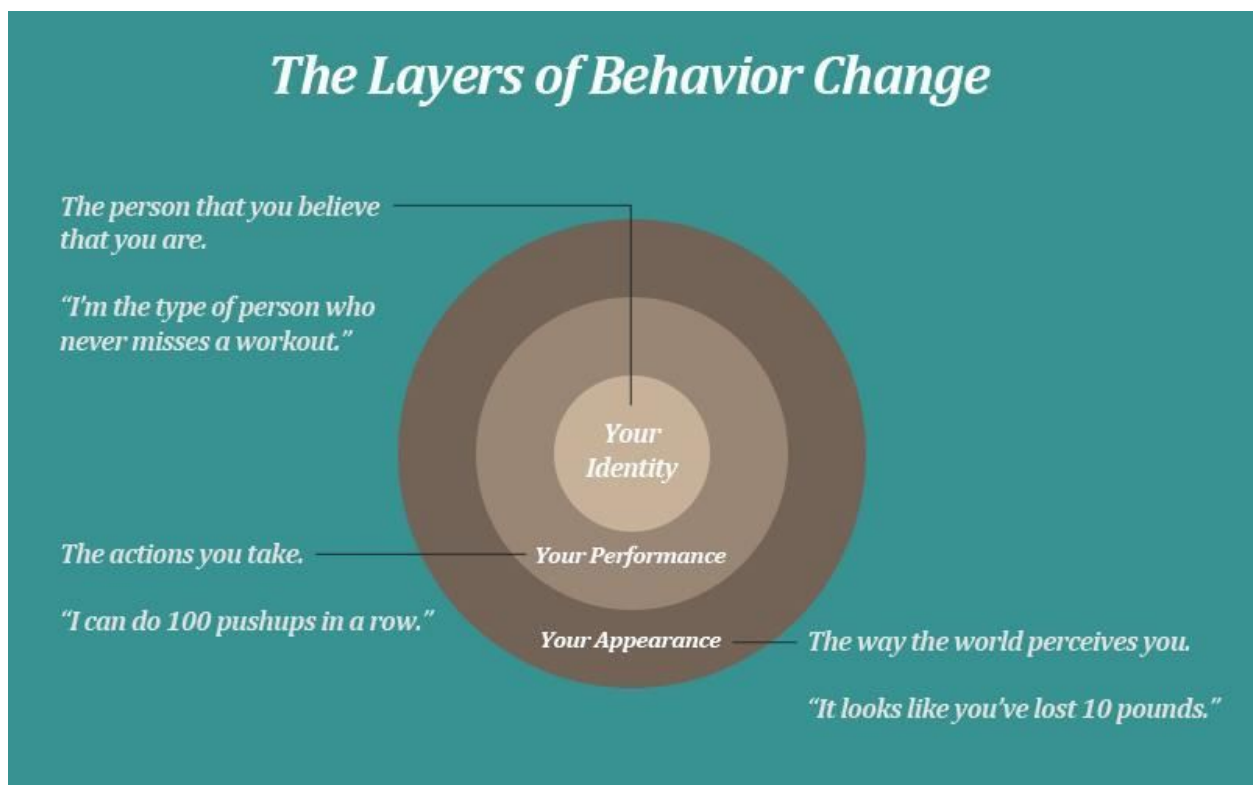 The Layers of Behavior Change
The person that you believe
that you are.
“I'm the type of person who
never misses a workout.”
Your
Identity
The actions you take.
Your Performance
“I can do 100 pushups in a row.”
Your Appearance
The way the world perceives you.
“It looks like you’ve lost 10 pounds.”